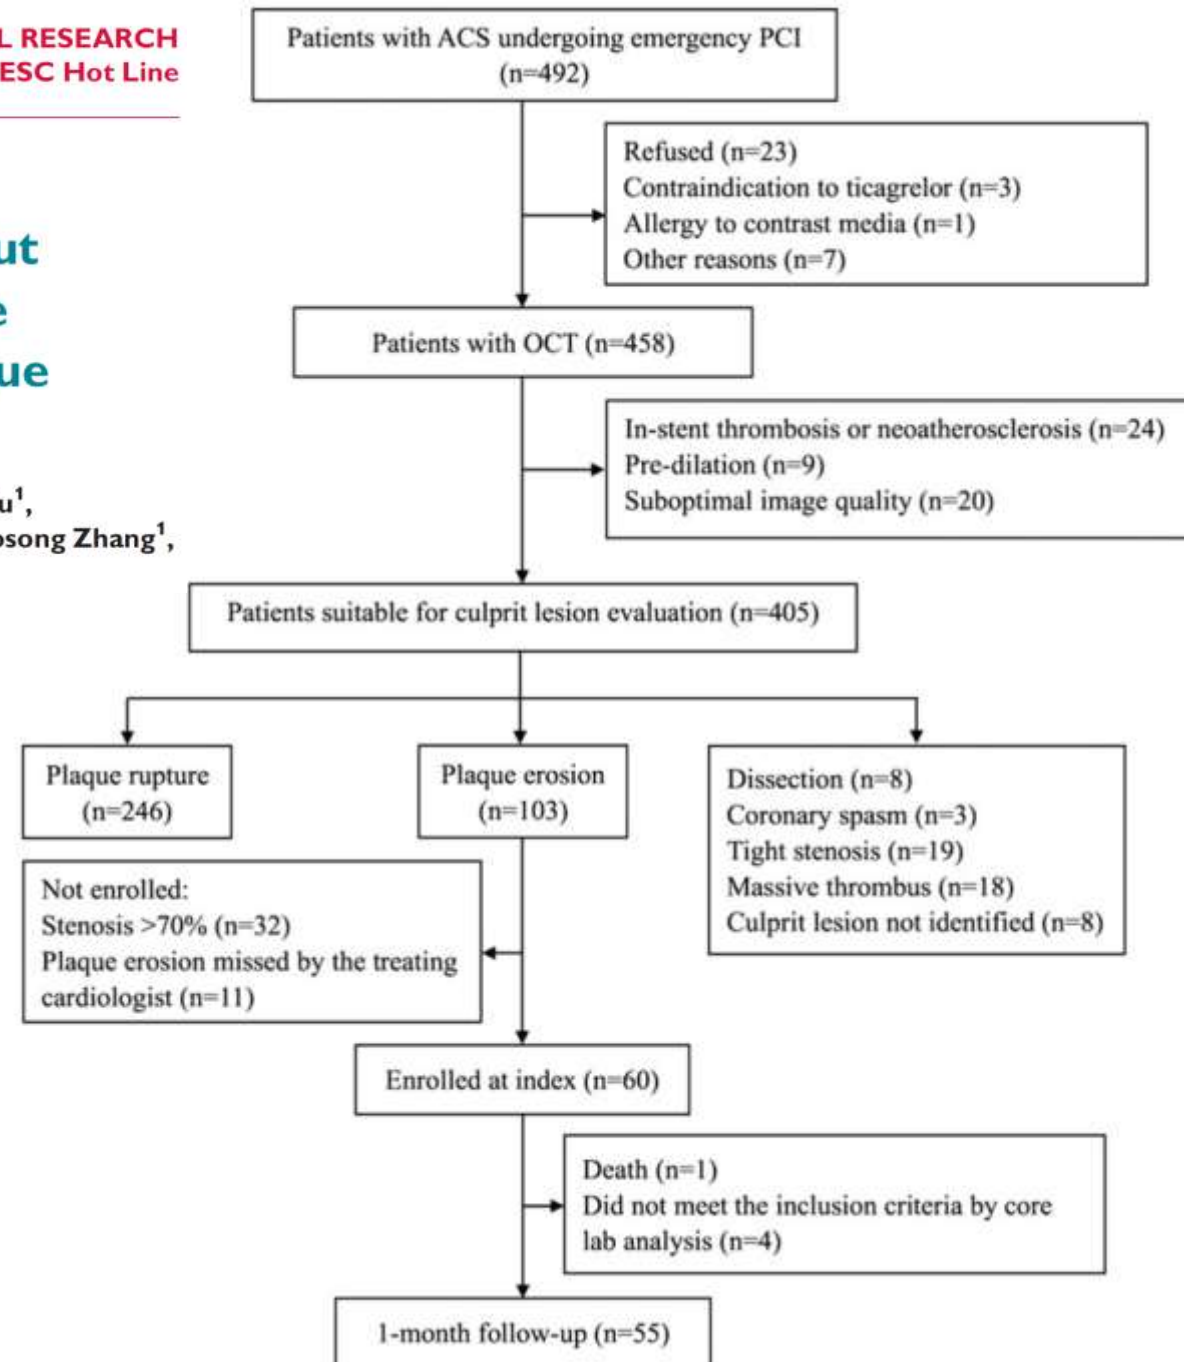 L RESEARCH
ESC Hot Line
Patients with ACS undergoing emergency PCI
(n=492)
Refused (n=23)
Contraindication to ticagrelor (n=3)
Allergy to contrast media (n=1)
Other reasons (n=7)
ut
e
ue
Patients with OCT (n=458)
In-stent thrombosis or neoatherosclerosis (n=24)
Pre-dilation (n=9)
Suboptimal image quality (n=20)
u¹,
osong Zhang¹,
Patients suitable for culprit lesion evaluation (n=405)
Plaque rupture
(n=246)
Plaque erosion
(n=103)
Dissection (n=8)
Coronary spasm (n=3)
Tight stenosis (n=19)
Massive thrombus (n=18)
Culprit lesion not identified (n=8)
Not enrolled:
Stenosis >70% (n=32)
Plaque erosion missed by the treating
cardiologist (n=11)
Enrolled at index (n=60)
Death (n=1)
Did not meet the inclusion criteria by core
lab analysis (n=4)
1-month follow-up (n=55)